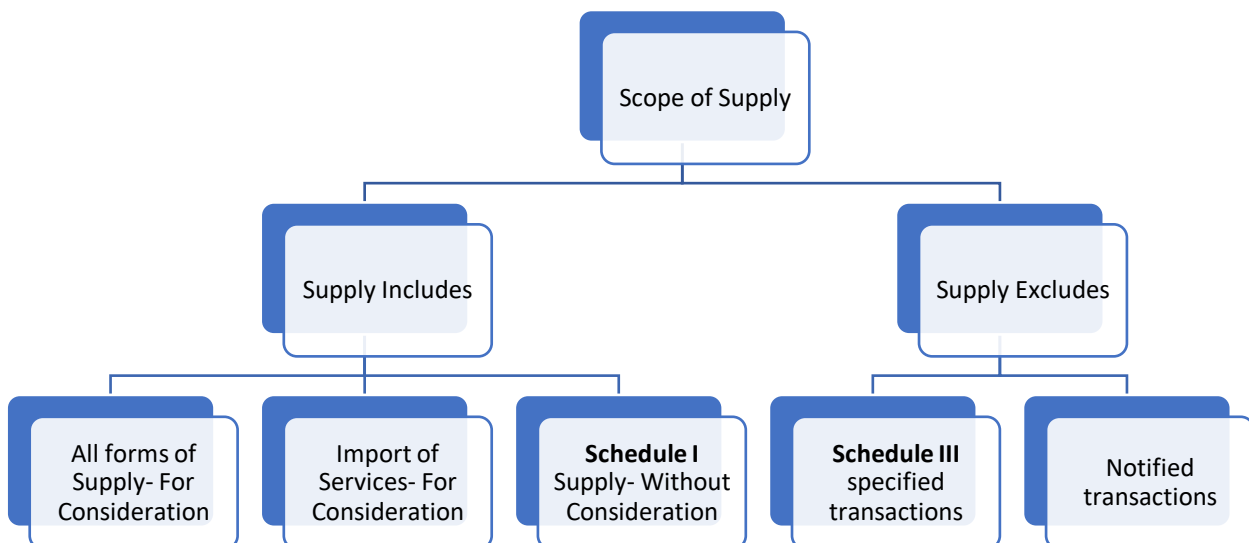 Scope of Supply
Supply Includes
Supply Excludes
All forms of
Supply- For
Consideration
Import of
Services- For
Consideration
Schedule I
Supply- Without
Consideration
Schedule III
specified
transactions
Notified
transactions